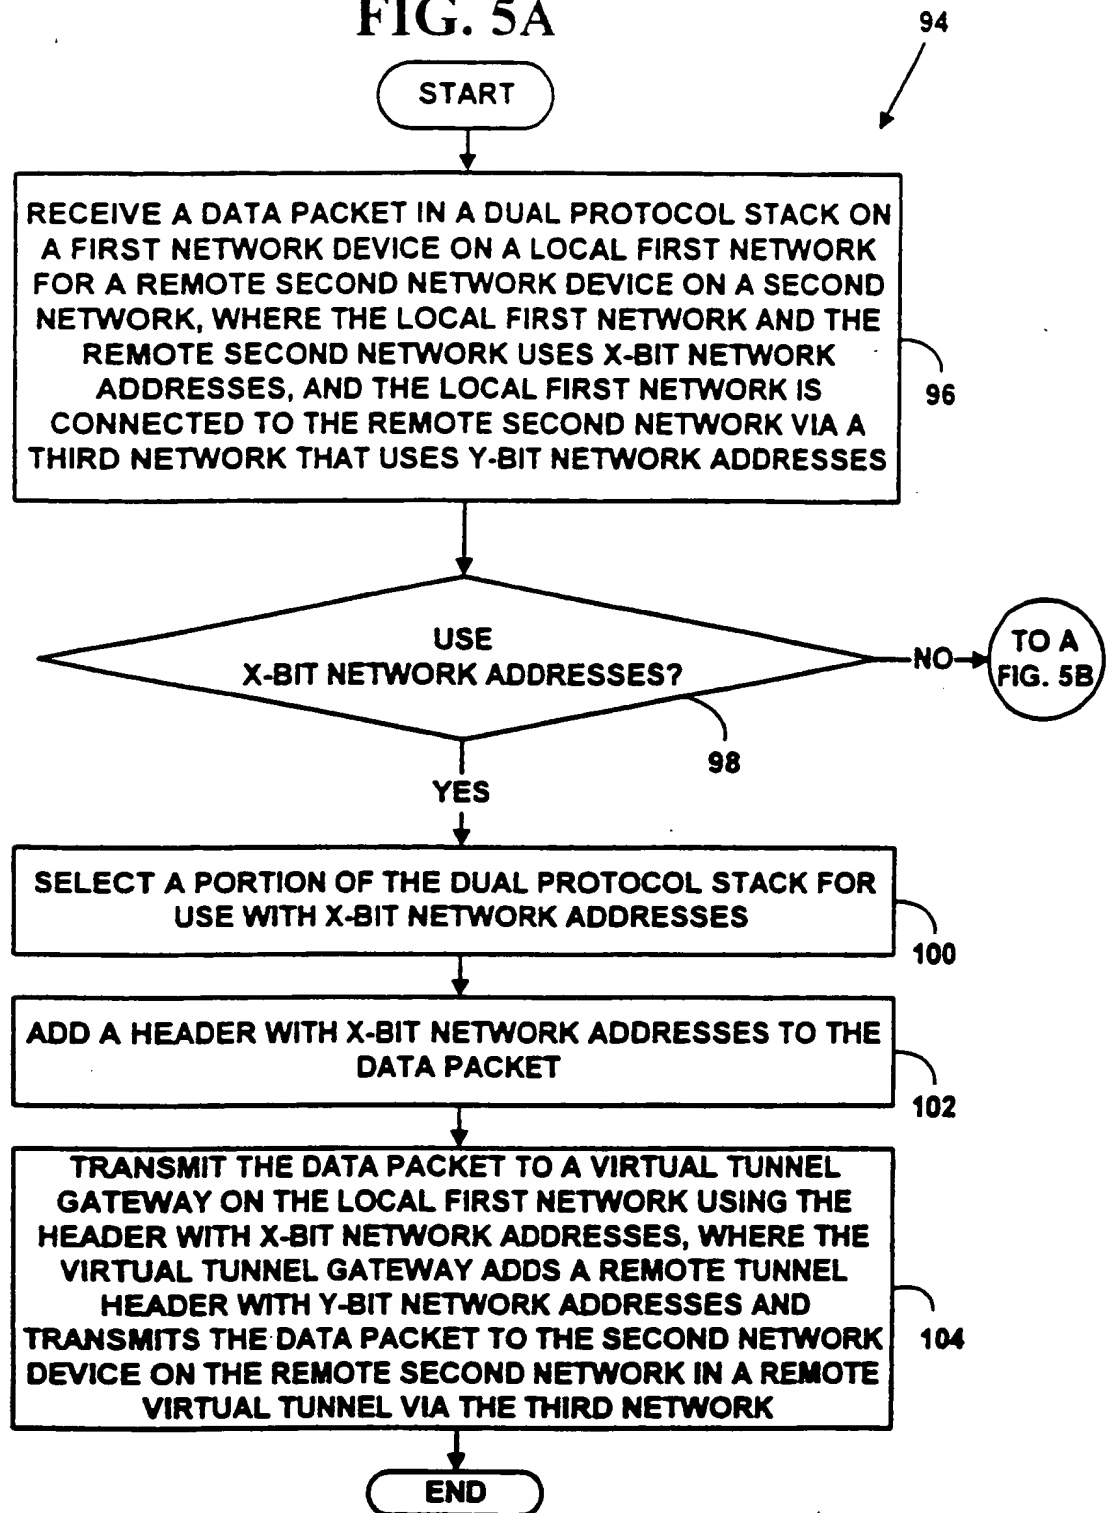 FIG. 5A
94
START
RECEIVE A DATA PACKET IN A DUAL PROTOCOL STACK ON
A FIRST NETWORK DEVICE ON A LOCAL FIRST NETWORK
FOR A REMOTE SECOND NETWORK DEVICE ON A SECOND
NETWORK, WHERE THE LOCAL FIRST NETWORK AND THE
REMOTE SECOND NETWORK USES X-BIT NETWORK
ADDRESSES, AND THE LOCAL FIRST NETWORK IS
CONNECTED TO THE REMOTE SECOND NETWORK VIA A
THIRD NETWORK THAT USES Y-BIT NETWORK ADDRESSES
96
USE
X-BIT NETWORK ADDRESSES?
NO
TO A
FIG. 5B
98
YES
SELECT A PORTION OF THE DUAL PROTOCOL STACK FOR
USE WITH X-BIT NETWORK ADDRESSES
100
ADD A HEADER WITH X-BIT NETWORK ADDRESSES TO THE
DATA PACKET
102
TRANSMIT THE DATA PACKET TO A VIRTUAL TUNNEL
GATEWAY ON THE LOCAL FIRST NETWORK USING THE
HEADER WITH X-BIT NETWORK ADDRESSES, WHERE THE
VIRTUAL TUNNEL GATEWAY ADDS A REMOTE TUNNEL
HEADER WITH Y-BIT NETWORK ADDRESSES AND
TRANSMITS THE DATA PACKET TO THE SECOND NETWORK
DEVICE ON THE REMOTE SECOND NETWORK IN A REMOTE
VIRTUAL TUNNEL VIA THE THIRD NETWORK
104
END